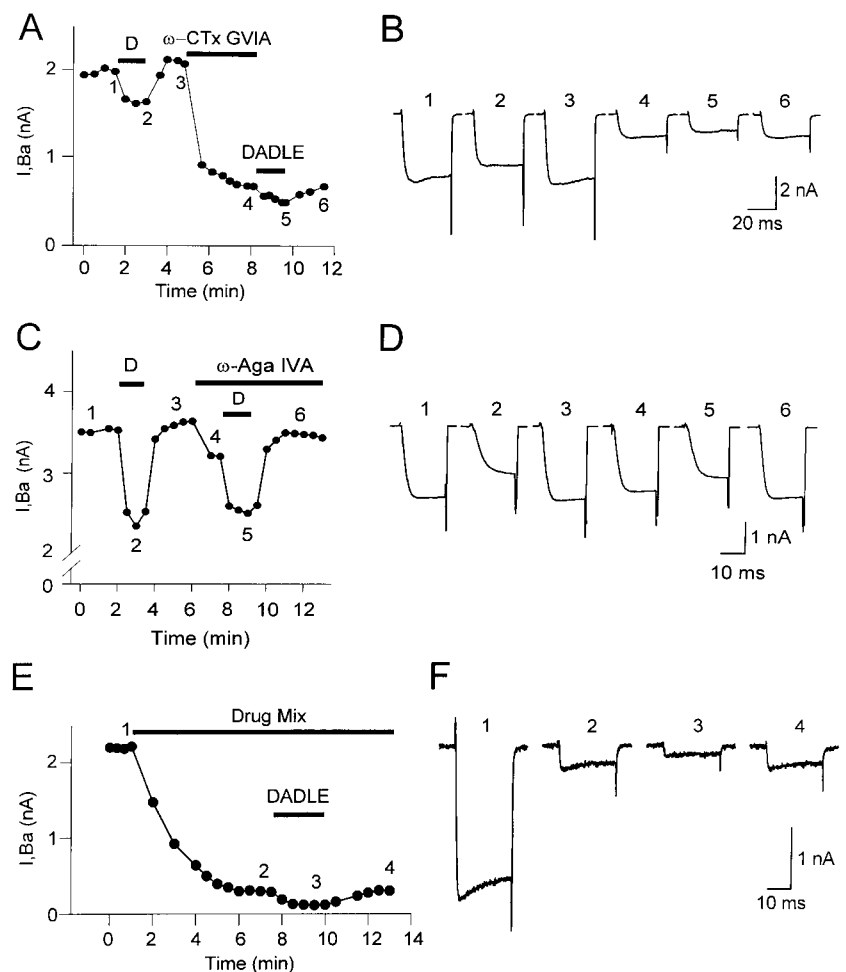 A
D
ω-CTx GVIA
I,Ba (nA)
2
1
0
1
2
3
DADLE
4
5
6
0 2 4 6 8 10 12
Time (min)
B
1 2 3 4 5 6
2 nA
20 ms
C
D
ω-Aga IVA
D
I,Ba (nA)
4
3
2
0
1
2
3
4
5
6
0 2 4 6 8 10 12
Time (min)
D
1 2 3 4 5 6
1 nA
10 ms
E
Drug Mix
DADLE
I,Ba (nA)
2
1
0
1
2
3
4
0 2 4 6 8 10 12 14
Time (min)
F
1 2 3 4
1 nA
10 ms